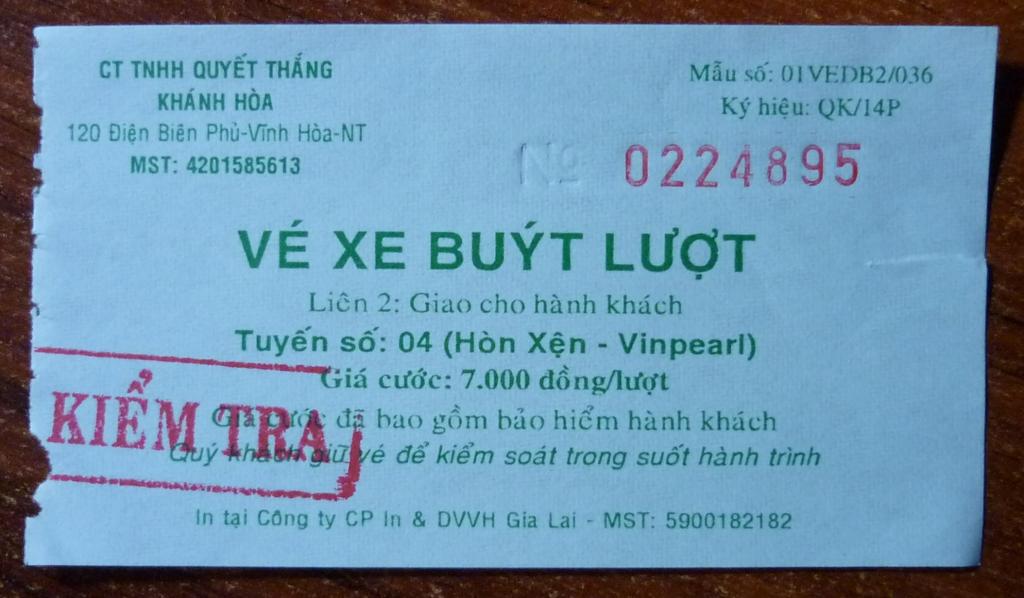 CT TNHH QUYẾT THẮNG
KHÁNH HÒA
120 Điện Biên Phủ-Vĩnh Hòa-NT
MST: 4201585613
Mẫu số: 01VEDB2/036
Ký hiệu: QK/14P
Nº 0224895
VÉ XE BUÝT LƯỢT
Liên 2: Giao cho hành khách
Tuyến số: 04 (Hòn Xện - Vinpearl)
Giá cước: 7.000 đồng/lượt
Giá cước đã bao gồm bảo hiểm hành khách
Quý khách giữ vé để kiểm soát trong suốt hành trình
KIỂM TRA
In tại Công ty CP In & DVVH Gia Lai - MST: 5900182182